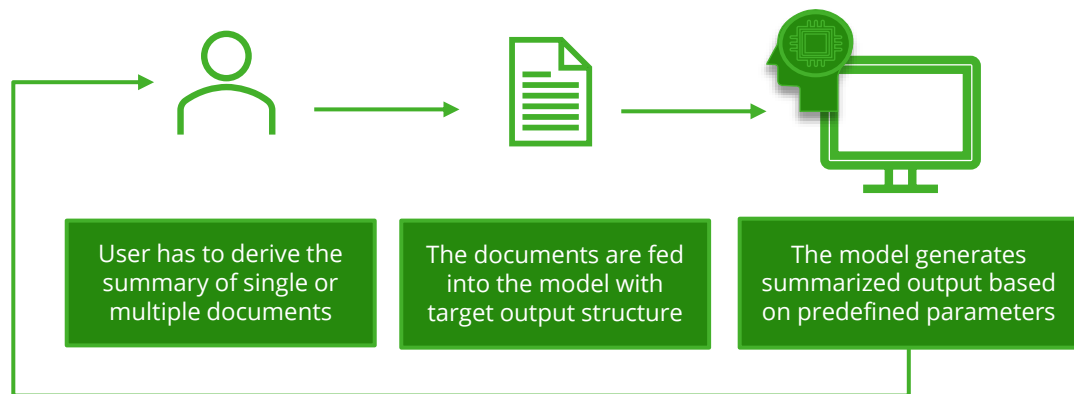 User has to derive the
summary of single or
multiple documents
The documents are fed
into the model with
target output structure
The model generates
summarized output based
on predefined parameters